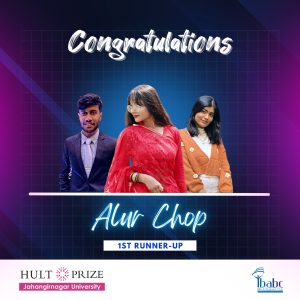 Congratulations
Alur Chop
1ST RUNNER-UP
HULT PRIZE
Jahangirnagar University
ibabc